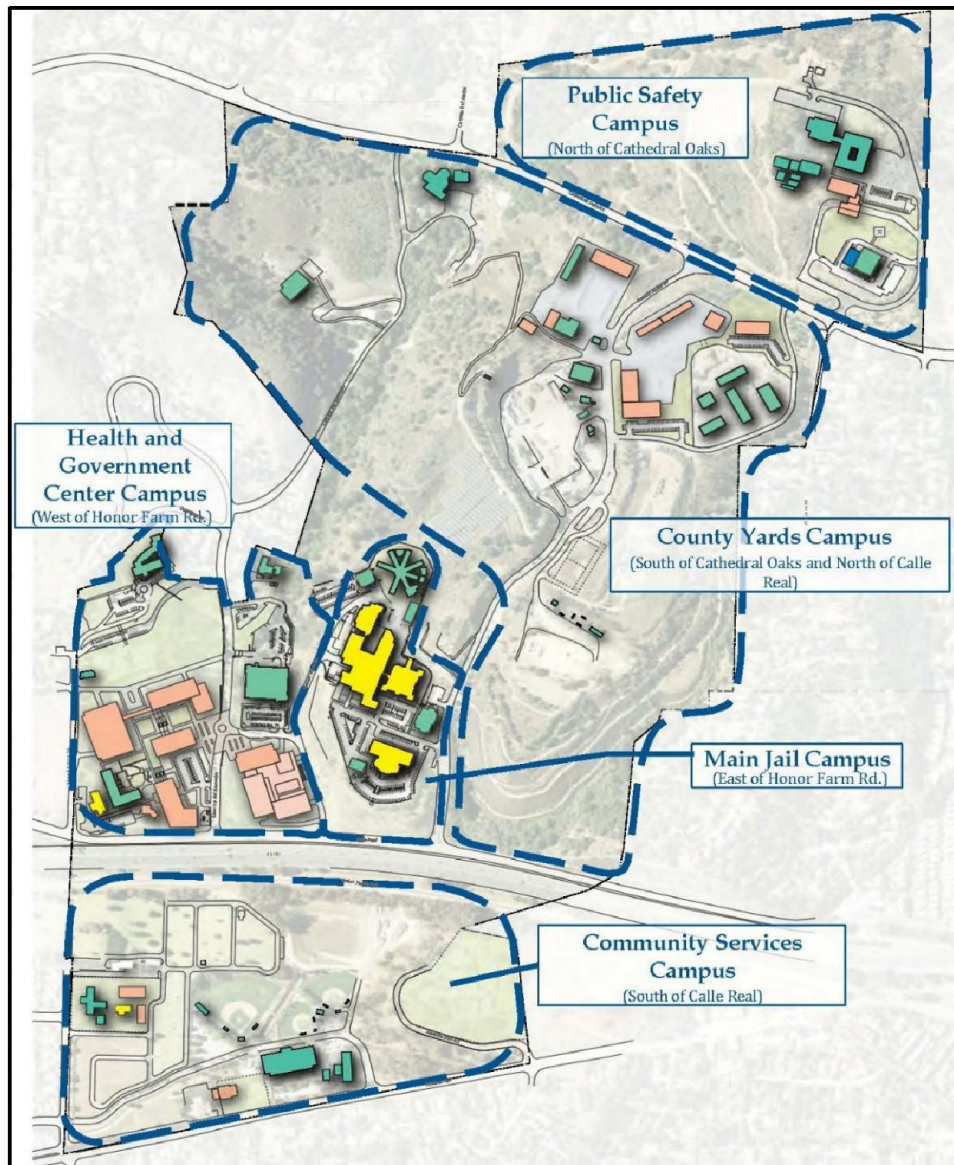 Public Safety
Campus
(North of Cathedral Oaks)
Health and
Government
Center Campus
(West of Honor Farm Rd.)
County Yards Campus
(South of Cathedral Oaks and North of Calle
Real)
Main Jail Campus
(East of Honor Farm Rd.)
Community Services
Campus
(South of Calle Real)